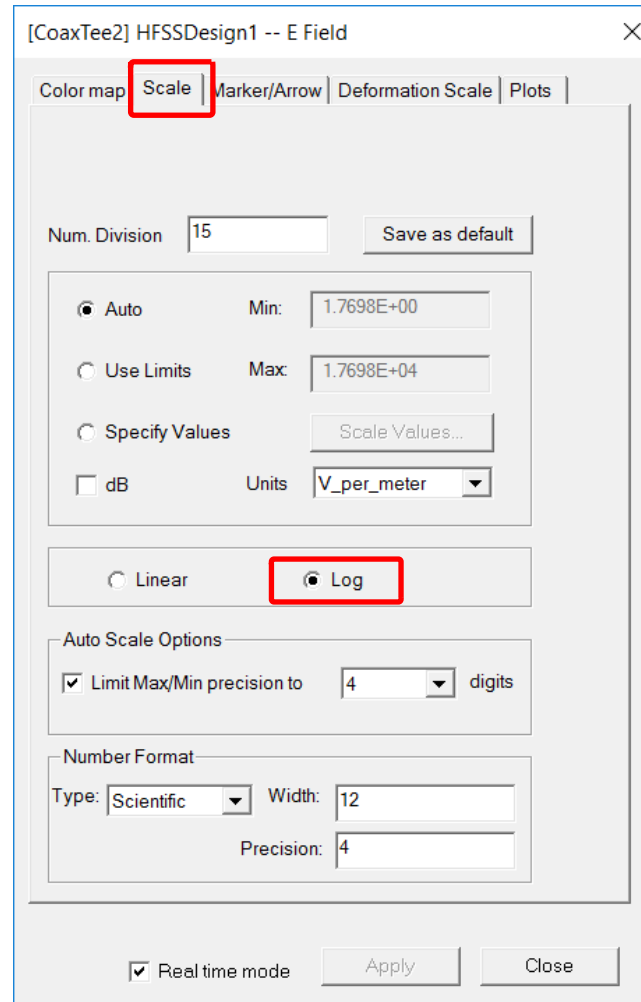 [CoaxTee2] HFSSDesign1 -- E Field
Color map Scale Marker/Arrow Deformation Scale Plots
Num. Division 15 Save as default
Auto Min: 1.7698E+00
Use Limits Max: 1.7698E+04
Specify Values Scale Values...
dB Units V_per_meter
Linear Log
Auto Scale Options
Limit Max/Min precision to 4 digits
Number Format
Type: Scientific Width: 12
Precision: 4
Real time mode Apply Close